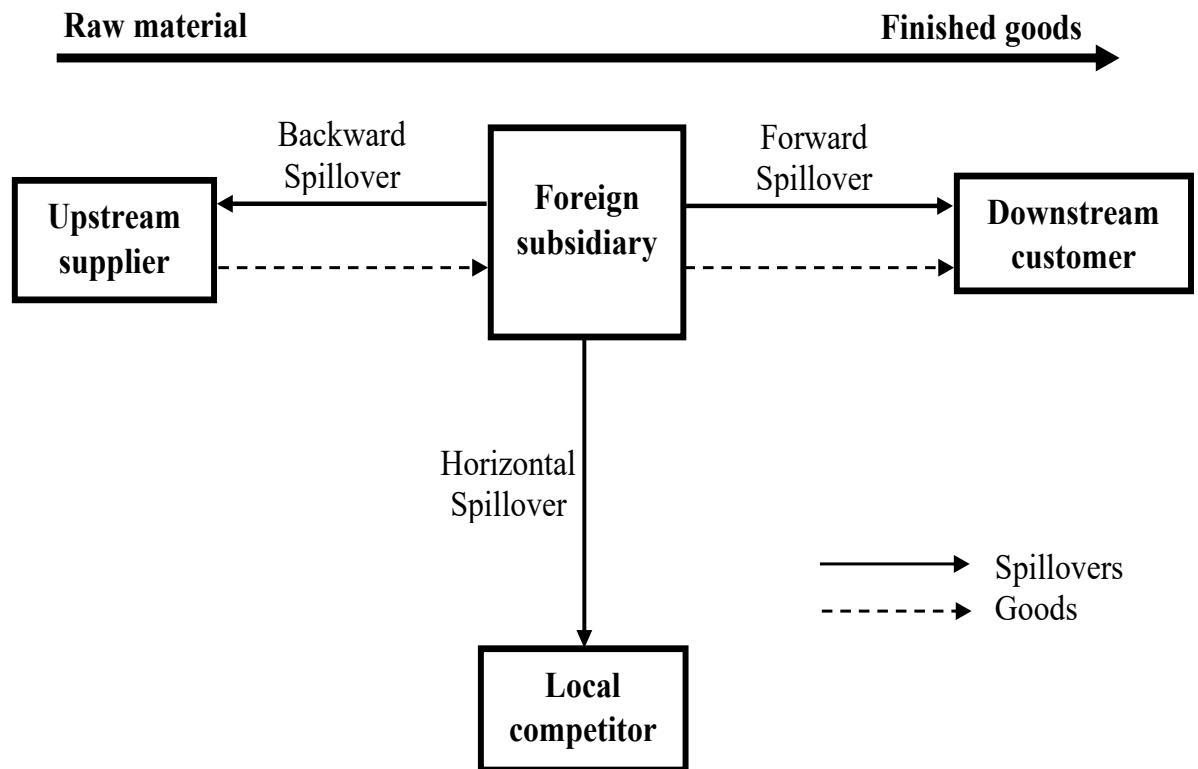 Raw material
Finished goods
Backward
Spillover
Forward
Spillover
Upstream
supplier
Foreign
subsidiary
Downstream
customer
Horizontal
Spillover
Spillovers
Goods
Local
competitor